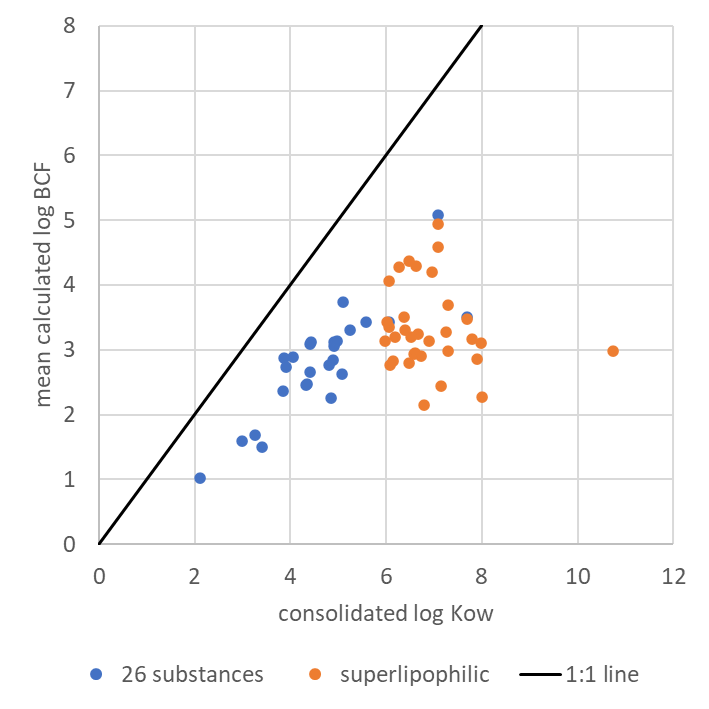 8
7
6
5
4
3
2
1
0
mean calculated log BCF
0 2 4 6 8 10 12
consolidated log Kow
26 substances superlipophilic 1:1 line